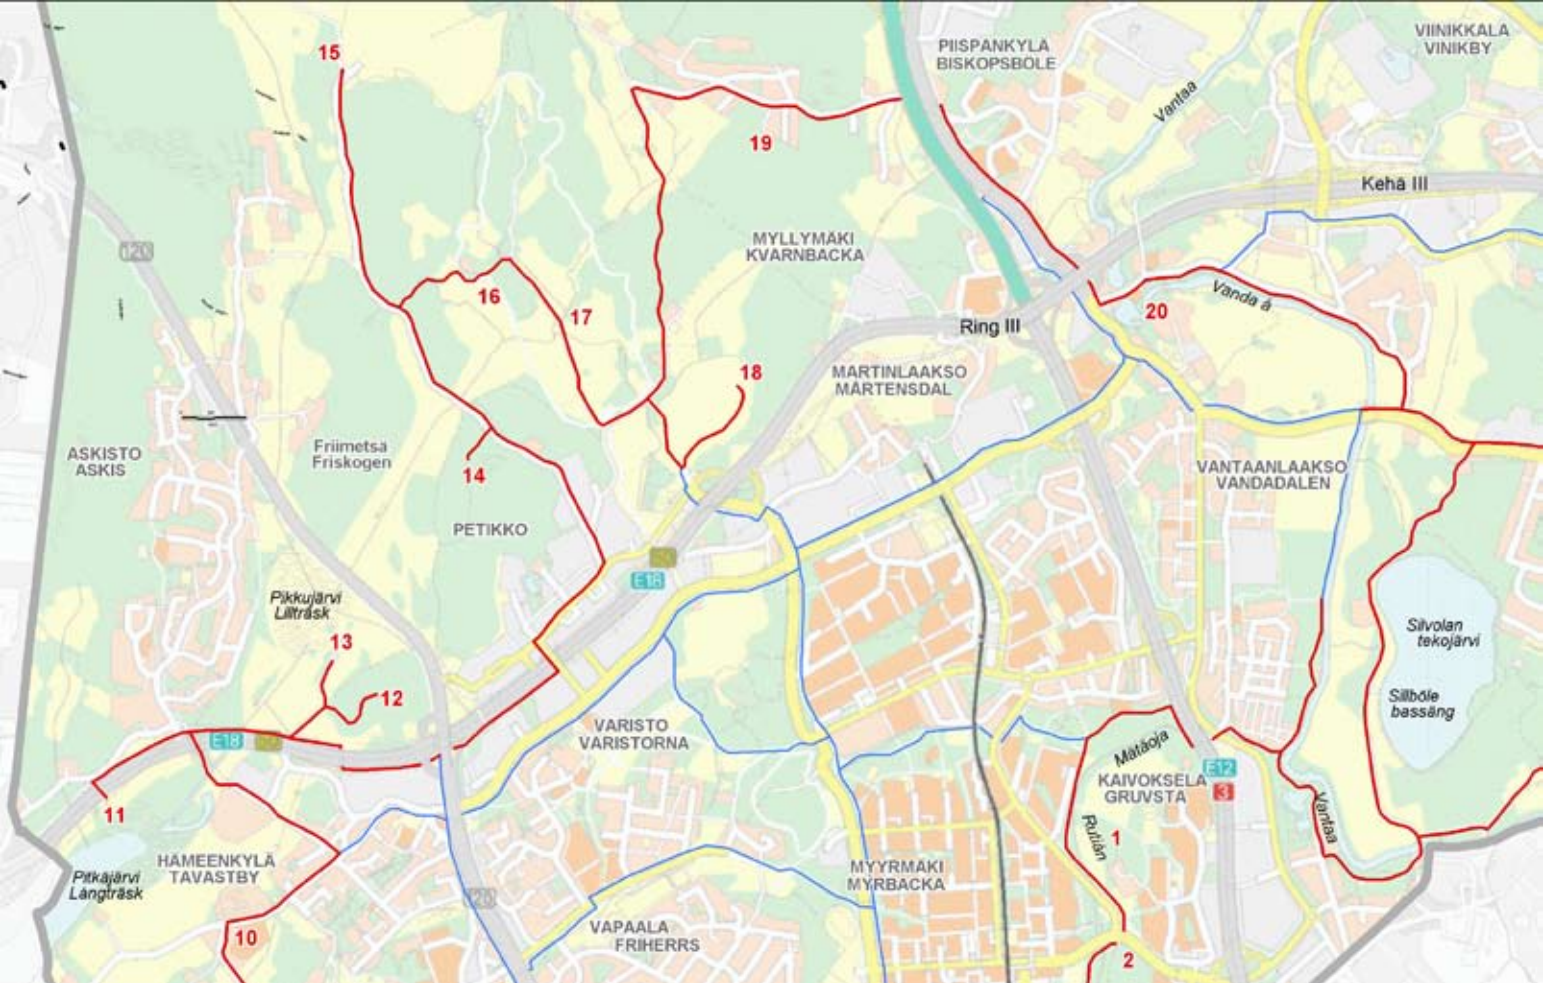 VIINIKKALA
VINIKBY
PIISPANKYLÄ
BISKOPSBÖLE
15
Vantaa
19
Kehä III
MYLLYMÄKI
KVARNBACKA
120
16
17
Vanda å
20
Ring III
18
MARTINLAAKSO
MÅRTENSDAL
ASKISTO
ASKIS
Friimetsä
Friskogen
14
VANTAANLAAKSO
VANDADALEN
PETIKKO
E18
Pikkujärvi
Lillträsk
Silvolan
tekojärvi
13
12
Sillböle
bassäng
VARISTO
VARISTORNA
E18
Mätäoja
E12
KAIVOKSELA
GRUVSTA
3
11
Vantaa
Rutiån
1
HÄMEENKYLÄ
TAVASTBY
Pitkäjärvi
Långträsk
MYYRMÄKI
MYRBACKA
120
10
VAPAALA
FRIHERRS
2